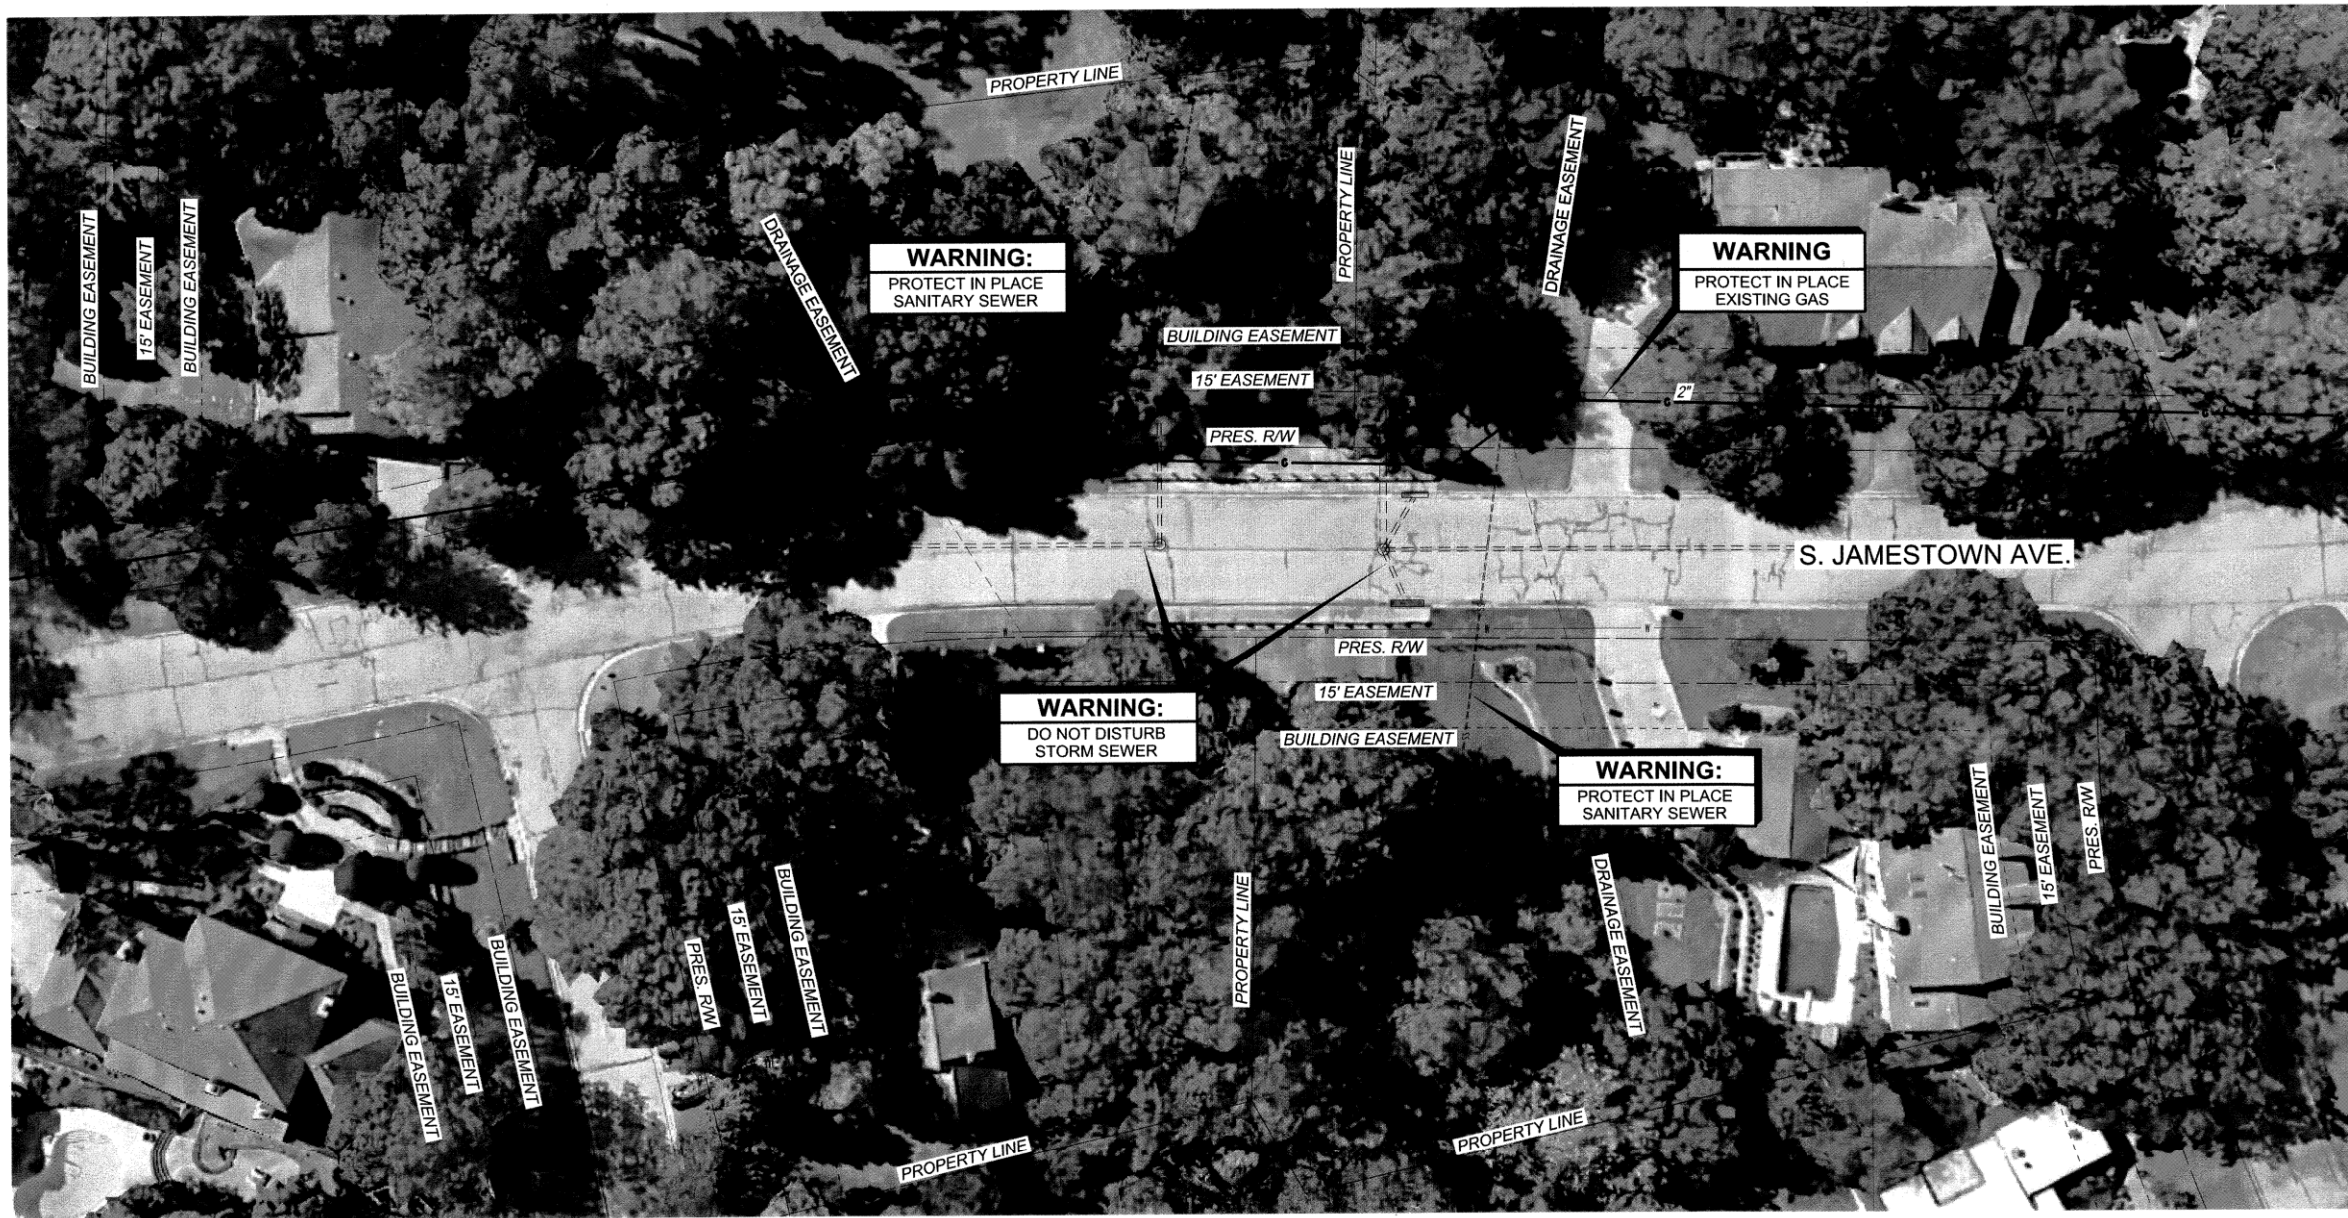 PROPERTY LINE
PROPERTY LINE
DRAINAGE EASEMENT
BUILDING EASEMENT
15' EASEMENT
BUILDING EASEMENT
DRAINAGE EASEMENT
WARNING:
PROTECT IN PLACE
SANITARY SEWER
WARNING
PROTECT IN PLACE
EXISTING GAS
BUILDING EASEMENT
15' EASEMENT
2"
G
G
G
G
PRES. R/W
G
S. JAMESTOWN AVE.
PRES. R/W
15' EASEMENT
BUILDING EASEMENT
WARNING:
DO NOT DISTURB
STORM SEWER
WARNING:
PROTECT IN PLACE
SANITARY SEWER
BUILDING EASEMENT
15' EASEMENT
PRES. R/W
BUILDING EASEMENT
15' EASEMENT
BUILDING EASEMENT
PRES. R/W
15' EASEMENT
BUILDING EASEMENT
PROPERTY LINE
DRAINAGE EASEMENT
PROPERTY LINE
PROPERTY LINE